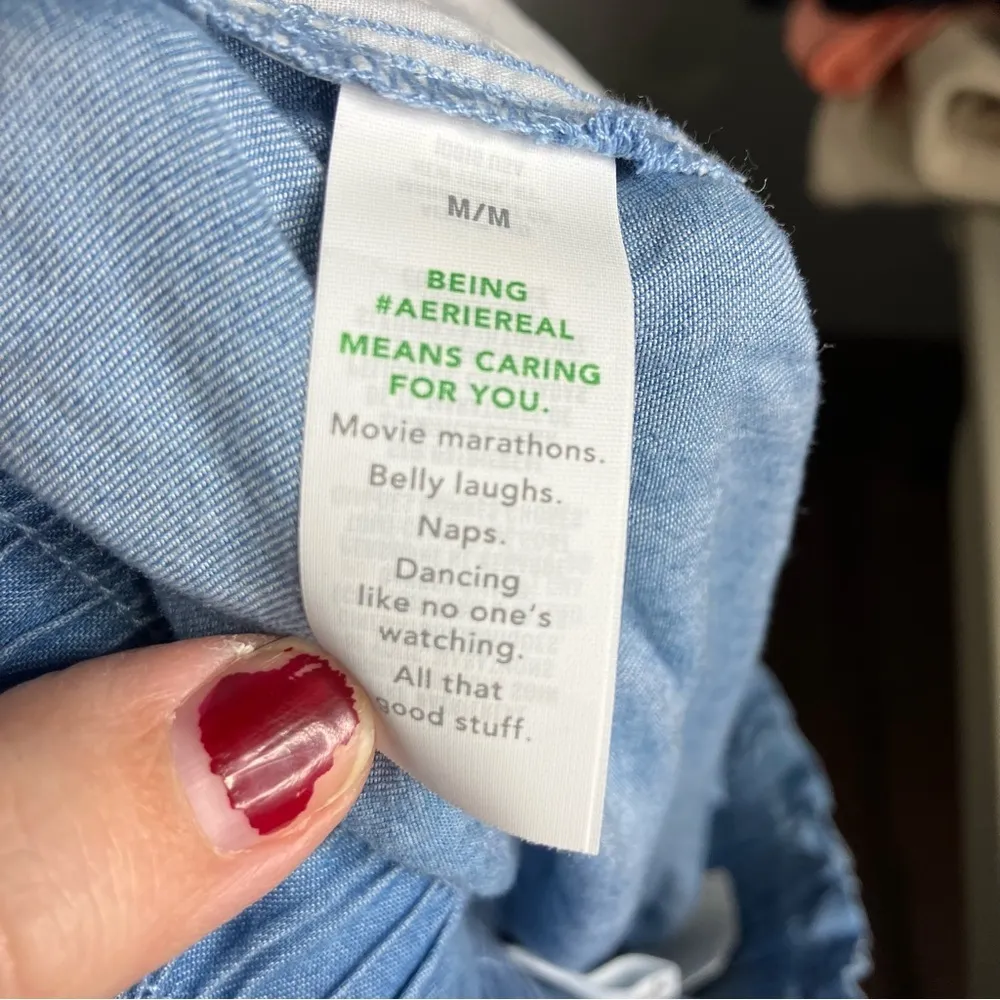 M/M
BEING
#AERIEREAL
MEANS CARING
FOR YOU.
Movie marathons.
Belly laughs.
Naps.
Dancing
like no one's
watching.
All that
good stuff.